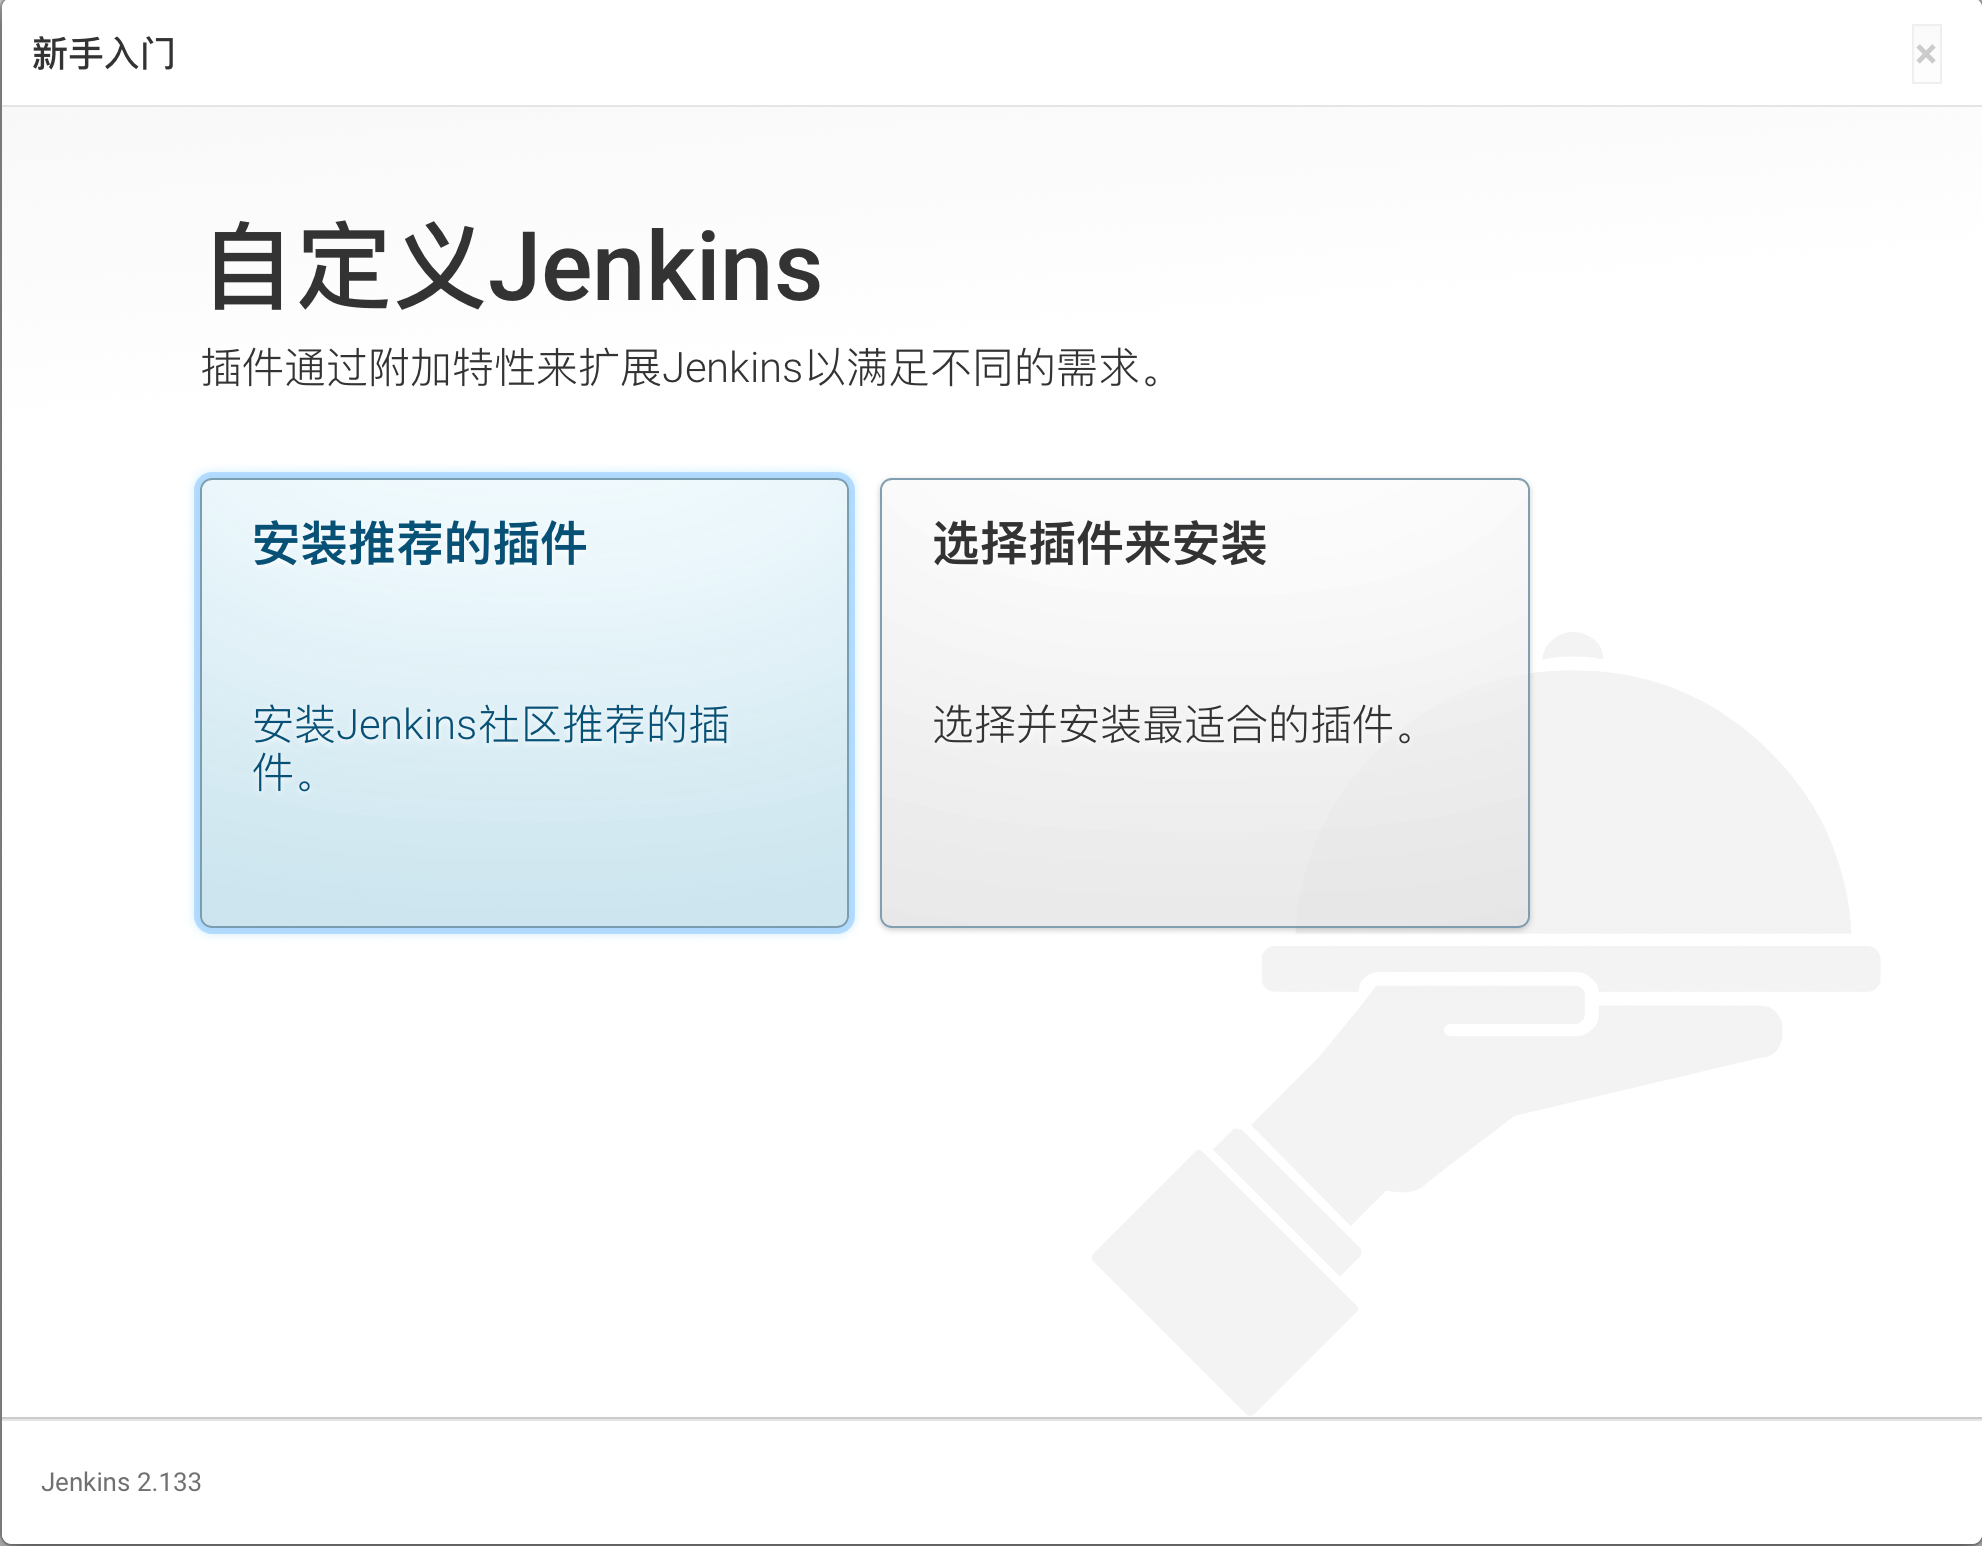 新手入门
×
自定义Jenkins
插件通过附加特性来扩展Jenkins以满足不同的需求。
安装推荐的插件
安装Jenkins社区推荐的插
件。
选择插件来安装
选择并安装最适合的插件。
Jenkins 2.133